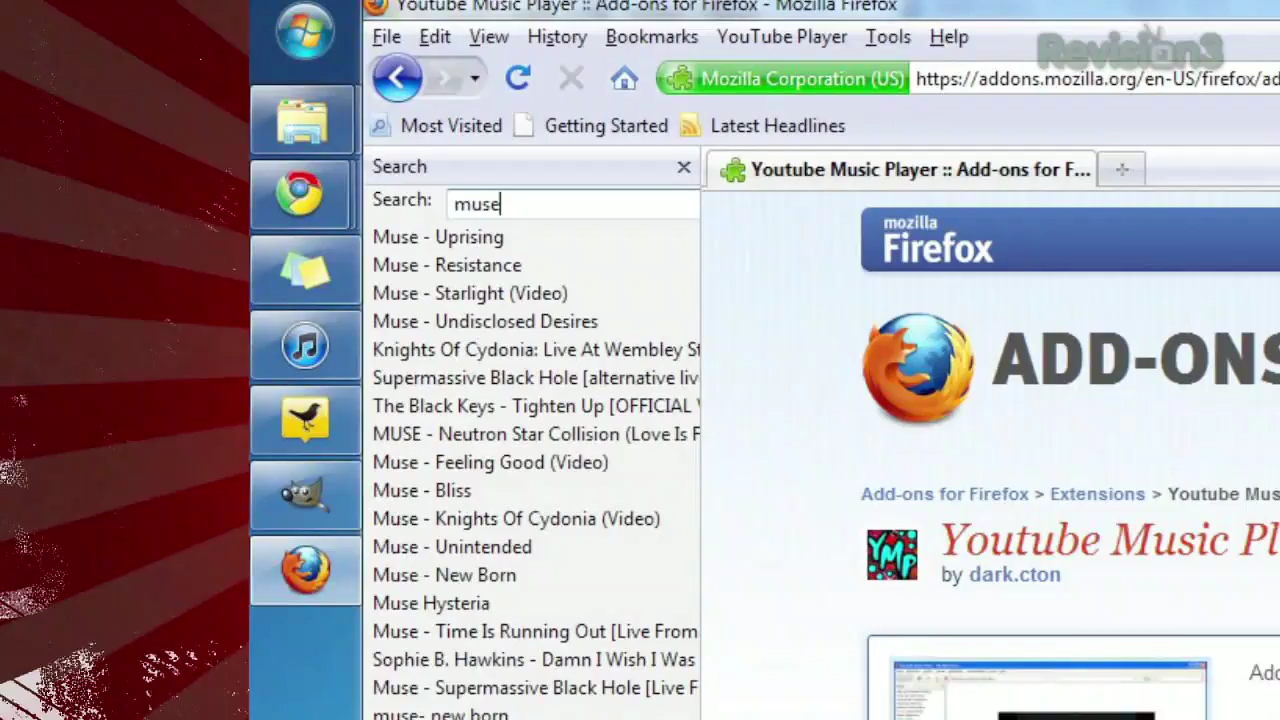 Youtube Music Player :: Add-ons for Firefox - Mozilla Firefox
File Edit View History Bookmarks YouTube Player Tools Help
Revision3
Mozilla Corporation (US) https://addons.mozilla.org/en-US/firefox/ad
Most Visited Getting Started Latest Headlines
Search
Youtube Music Player :: Add-ons for F...
Search: muse
Muse - Uprising
Muse - Resistance
Muse - Starlight (Video)
Muse - Undisclosed Desires
Knights Of Cydonia: Live At Wembley St
Supermassive Black Hole [alternative liv
The Black Keys - Tighten Up [OFFICIAL V
MUSE - Neutron Star Collision (Love Is F
Muse - Feeling Good (Video)
Muse - Bliss
Muse - Knights Of Cydonia (Video)
Muse - Unintended
Muse - New Born
Muse Hysteria
Muse - Time Is Running Out [Live From
Sophie B. Hawkins - Damn I Wish I Was
Muse - Supermassive Black Hole [Live F
muse- new born
mozilla
Firefox
ADD-ONS
Add-ons for Firefox > Extensions > Youtube Mus
YMP
Youtube Music Pl
by dark.cton
Add